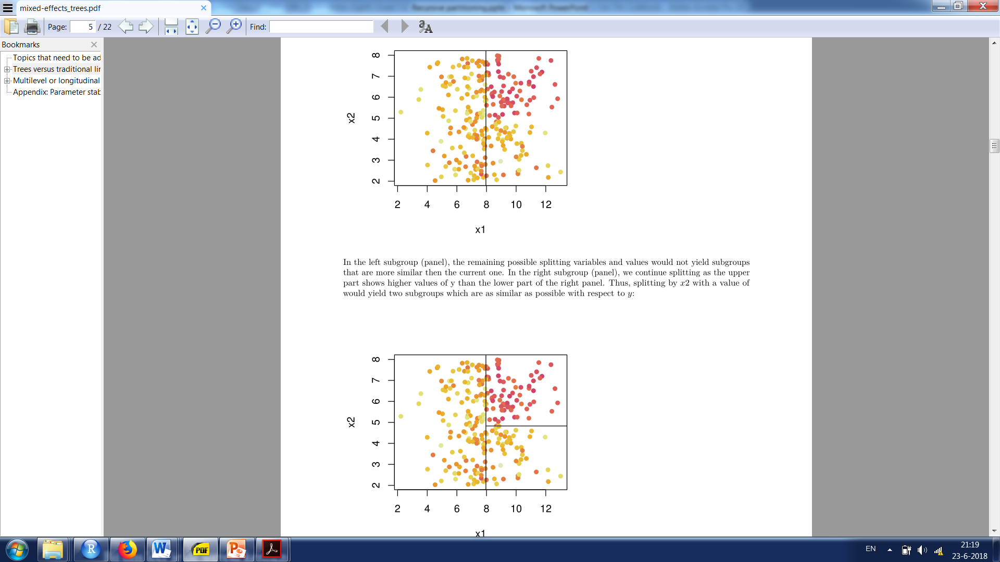 mixed-effects_trees.pdf
Page: 5 / 22
Find:
Bookmarks
Topics that need to be ad
Trees versus traditional lir
Multilevel or longitudinal
Appendix: Parameter stab
8
7
6
5
4
3
2
x2
2 4 6 8 10 12
x1
In the left subgroup (panel), the remaining possible splitting variables and values would not yield subgroups
that are more similar then the current one. In the right subgroup (panel), we continue splitting as the upper
part shows higher values of y than the lower part of the right panel. Thus, splitting by x2 with a value of
would yield two subgroups which are as similar as possible with respect to y:
8
7
6
5
4
3
2
x2
2 4 6 8 10 12
x1
R
W
PDF
P
EN
21:19
23-6-2018